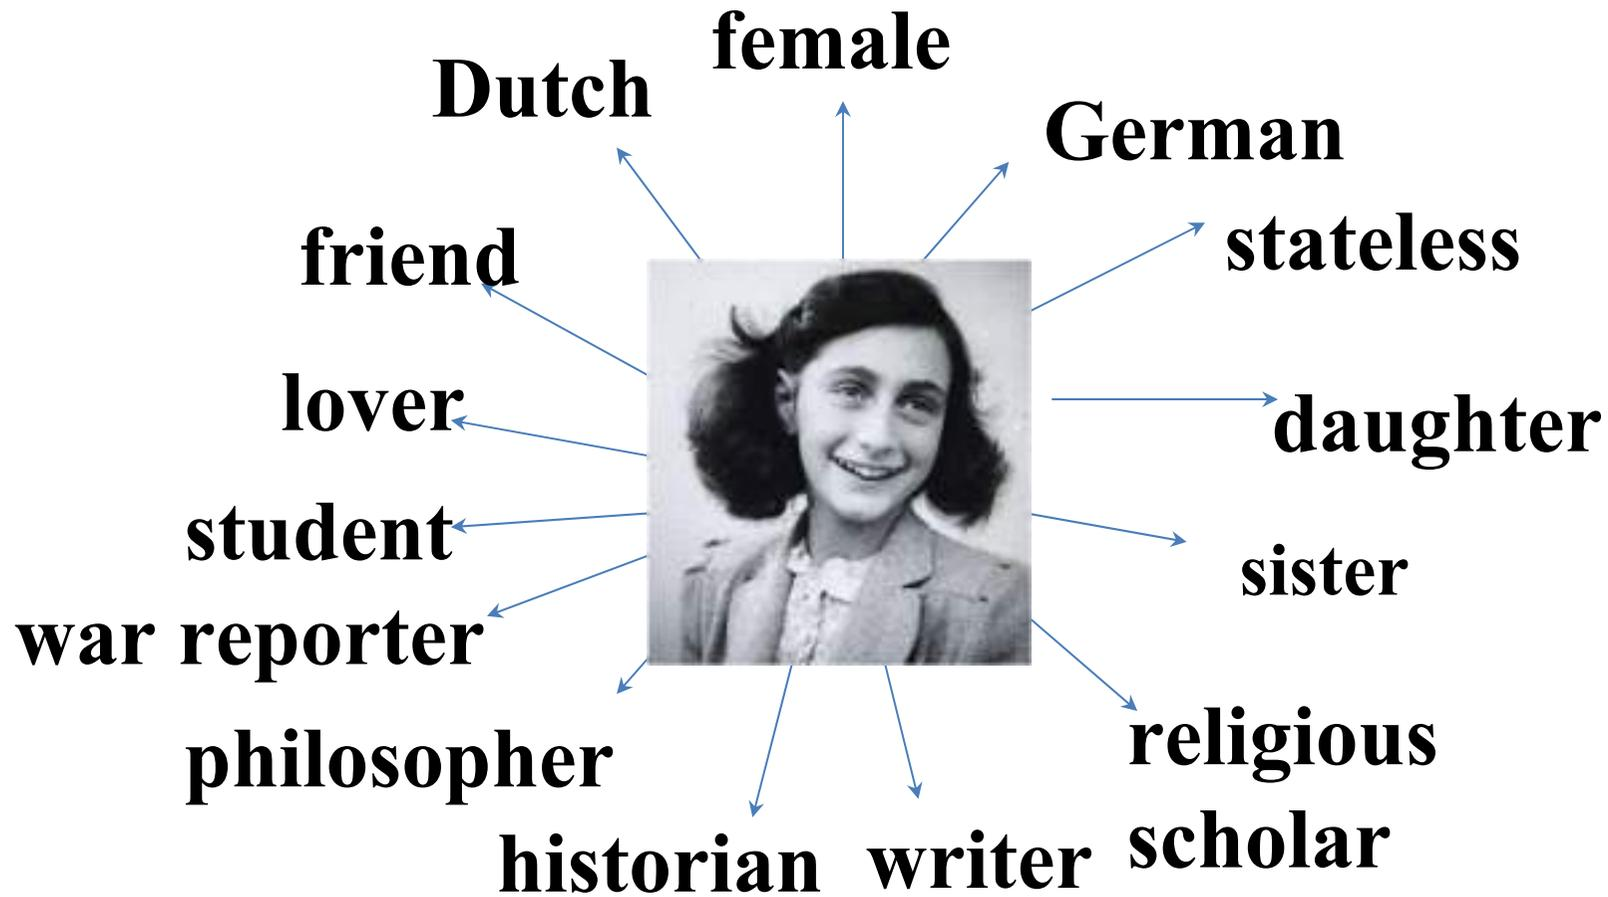 female
Dutch
German
stateless
friend
lover
daughter
student
sister
war reporter
religious
scholar
philosopher
historian
writer